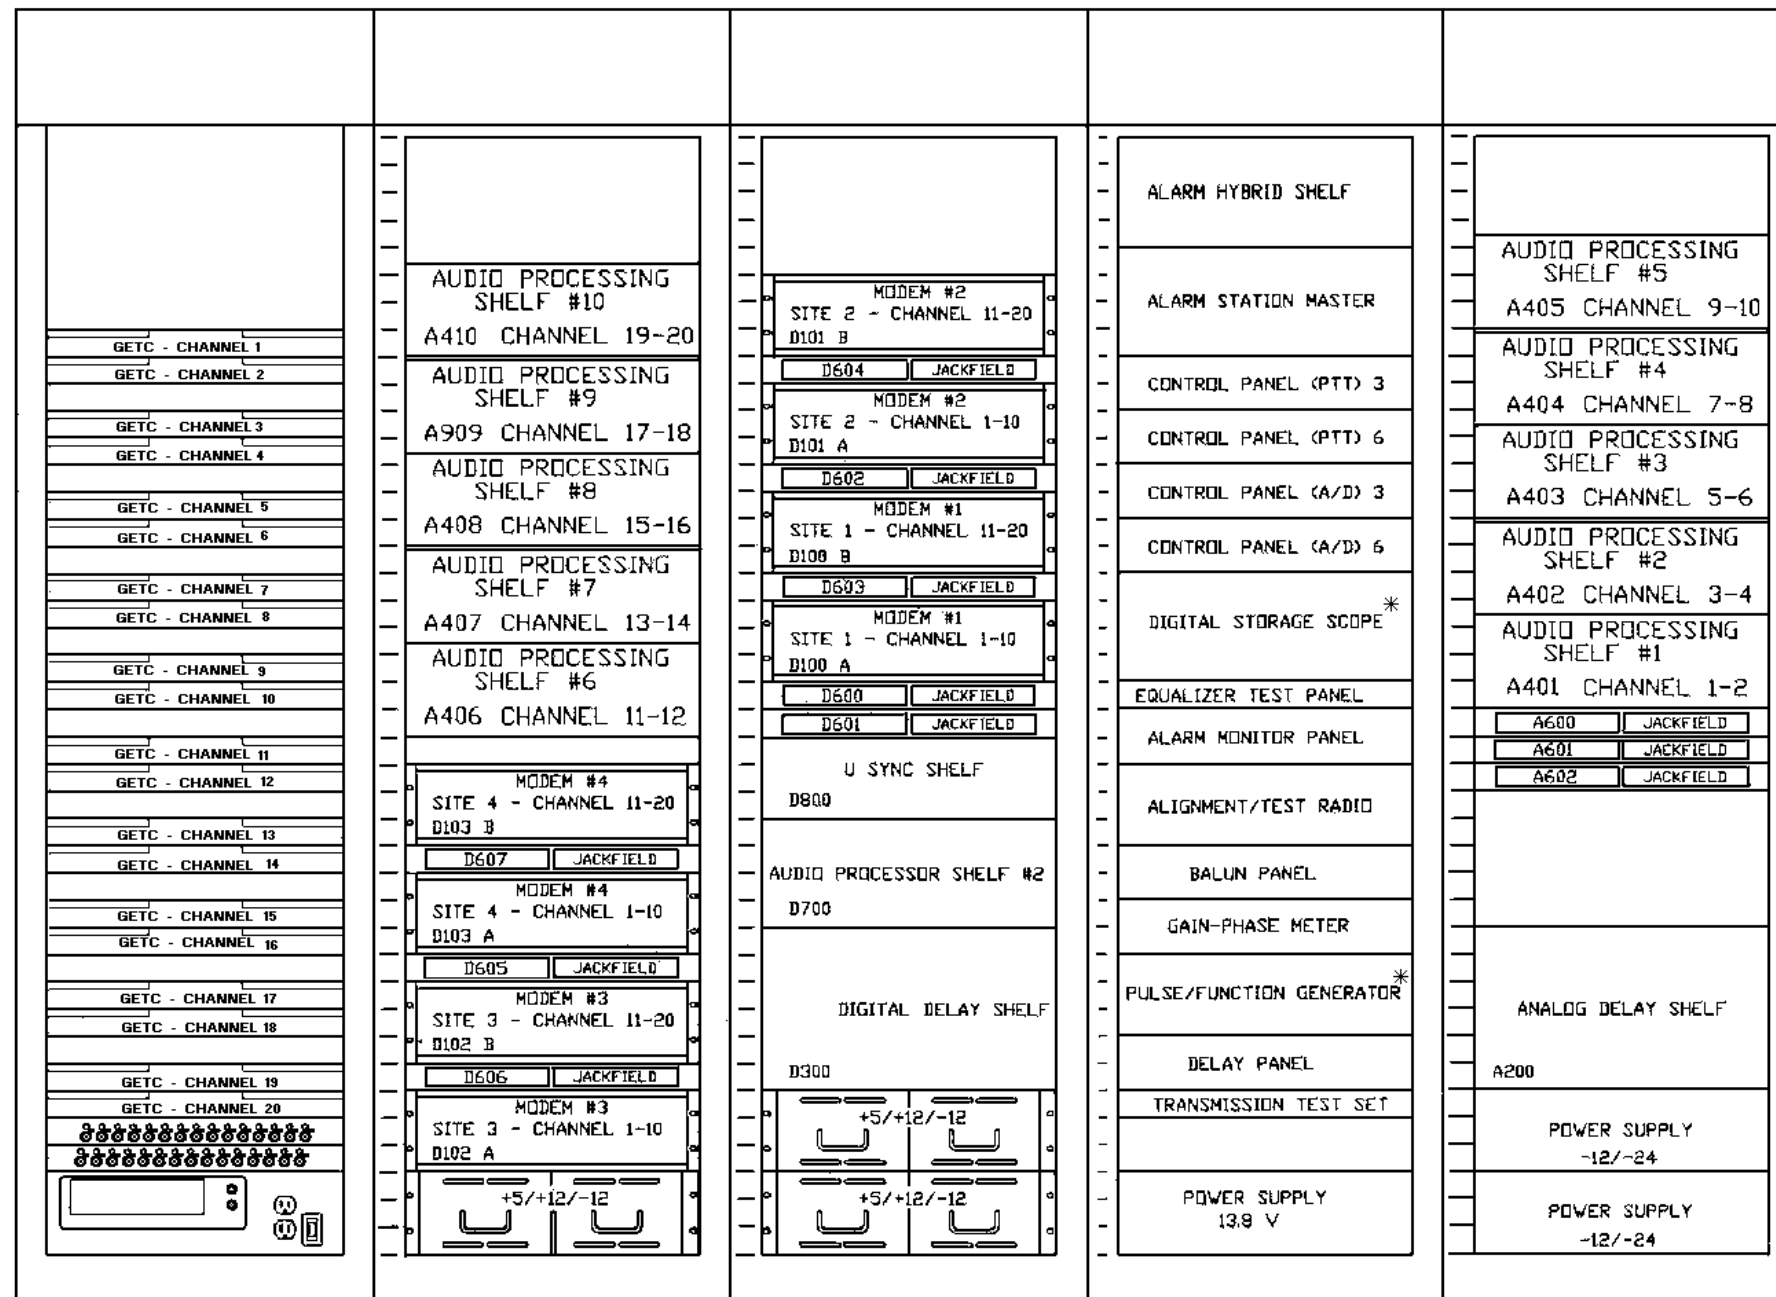 GETC - CHANNEL 1
GETC - CHANNEL 2
GETC - CHANNEL 3
GETC - CHANNEL 4
GETC - CHANNEL 5
GETC - CHANNEL 6
GETC - CHANNEL 7
GETC - CHANNEL 8
GETC - CHANNEL 9
GETC - CHANNEL 10
GETC - CHANNEL 11
GETC - CHANNEL 12
GETC - CHANNEL 13
GETC - CHANNEL 14
GETC - CHANNEL 15
GETC - CHANNEL 16
GETC - CHANNEL 17
GETC - CHANNEL 18
GETC - CHANNEL 19
GETC - CHANNEL 20
AUDIO PROCESSING
SHELF #10
A410 CHANNEL 19-20
AUDIO PROCESSING
SHELF #9
A909 CHANNEL 17-18
AUDIO PROCESSING
SHELF #8
A408 CHANNEL 15-16
AUDIO PROCESSING
SHELF #7
A407 CHANNEL 13-14
AUDIO PROCESSING
SHELF #6
A406 CHANNEL 11-12
MODEM #4
SITE 4 - CHANNEL 11-20
D103 B
D607 JACKFIELD
MODEM #4
SITE 4 - CHANNEL 1-10
D103 A
D605 JACKFIELD
MODEM #3
SITE 3 - CHANNEL 11-20
D102 B
D606 JACKFIELD
MODEM #3
SITE 3 - CHANNEL 1-10
D102 A
+5/+12/-12
MODEM #2
SITE 2 - CHANNEL 11-20
D101 B
D604 JACKFIELD
MODEM #2
SITE 2 - CHANNEL 1-10
D101 A
D602 JACKFIELD
MODEM #1
SITE 1 - CHANNEL 11-20
D100 B
D603 JACKFIELD
MODEM #1
SITE 1 - CHANNEL 1-10
D100 A
D600 JACKFIELD
D601 JACKFIELD
U SYNC SHELF
D800
AUDIO PROCESSOR SHELF #2
D700
DIGITAL DELAY SHELF
D300
+5/+12/-12
+5/+12/-12
ALARM HYBRID SHELF
ALARM STATION MASTER
CONTROL PANEL (PTT) 3
CONTROL PANEL (PTT) 6
CONTROL PANEL (A/D) 3
CONTROL PANEL (A/D) 6
DIGITAL STORAGE SCOPE*
EQUALIZER TEST PANEL
ALARM MONITOR PANEL
ALIGNMENT/TEST RADIO
BALUN PANEL
GAIN-PHASE METER
PULSE/FUNCTION GENERATOR*
DELAY PANEL
TRANSMISSION TEST SET
POWER SUPPLY
13.8 V
AUDIO PROCESSING
SHELF #5
A405 CHANNEL 9-10
AUDIO PROCESSING
SHELF #4
A404 CHANNEL 7-8
AUDIO PROCESSING
SHELF #3
A403 CHANNEL 5-6
AUDIO PROCESSING
SHELF #2
A402 CHANNEL 3-4
AUDIO PROCESSING
SHELF #1
A401 CHANNEL 1-2
A600 JACKFIELD
A601 JACKFIELD
A602 JACKFIELD
ANALOG DELAY SHELF
A200
POWER SUPPLY
-12/-24
POWER SUPPLY
-12/-24